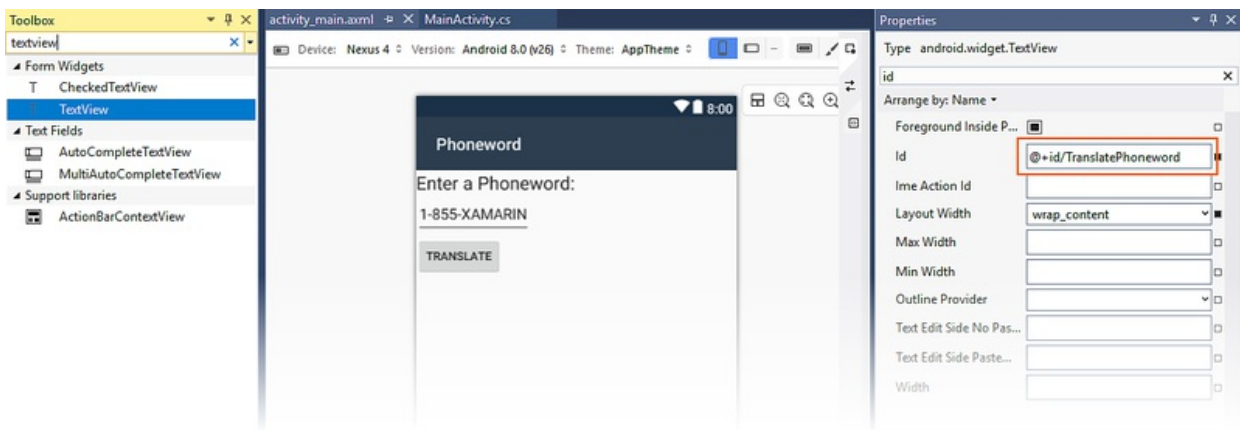 Toolbox
textview
Form Widgets
T CheckedTextView
TextView
Text Fields
AutoCompleteTextView
MultiAutoCompleteTextView
Support libraries
ActionBarContextView
activity_main.axml MainActivity.cs
Device: Nexus 4 Version: Android 8.0 (v26) Theme: AppTheme
8:00
Phoneword
Enter a Phoneword:
1-855-XAMARIN
TRANSLATE
Properties
Type android.widget.TextView
id
Arrange by: Name
Foreground Inside P...
Id @+id/TranslatePhoneword
Ime Action Id
Layout Width wrap_content
Max Width
Min Width
Outline Provider
Text Edit Side No Pas...
Text Edit Side Paste...
Width